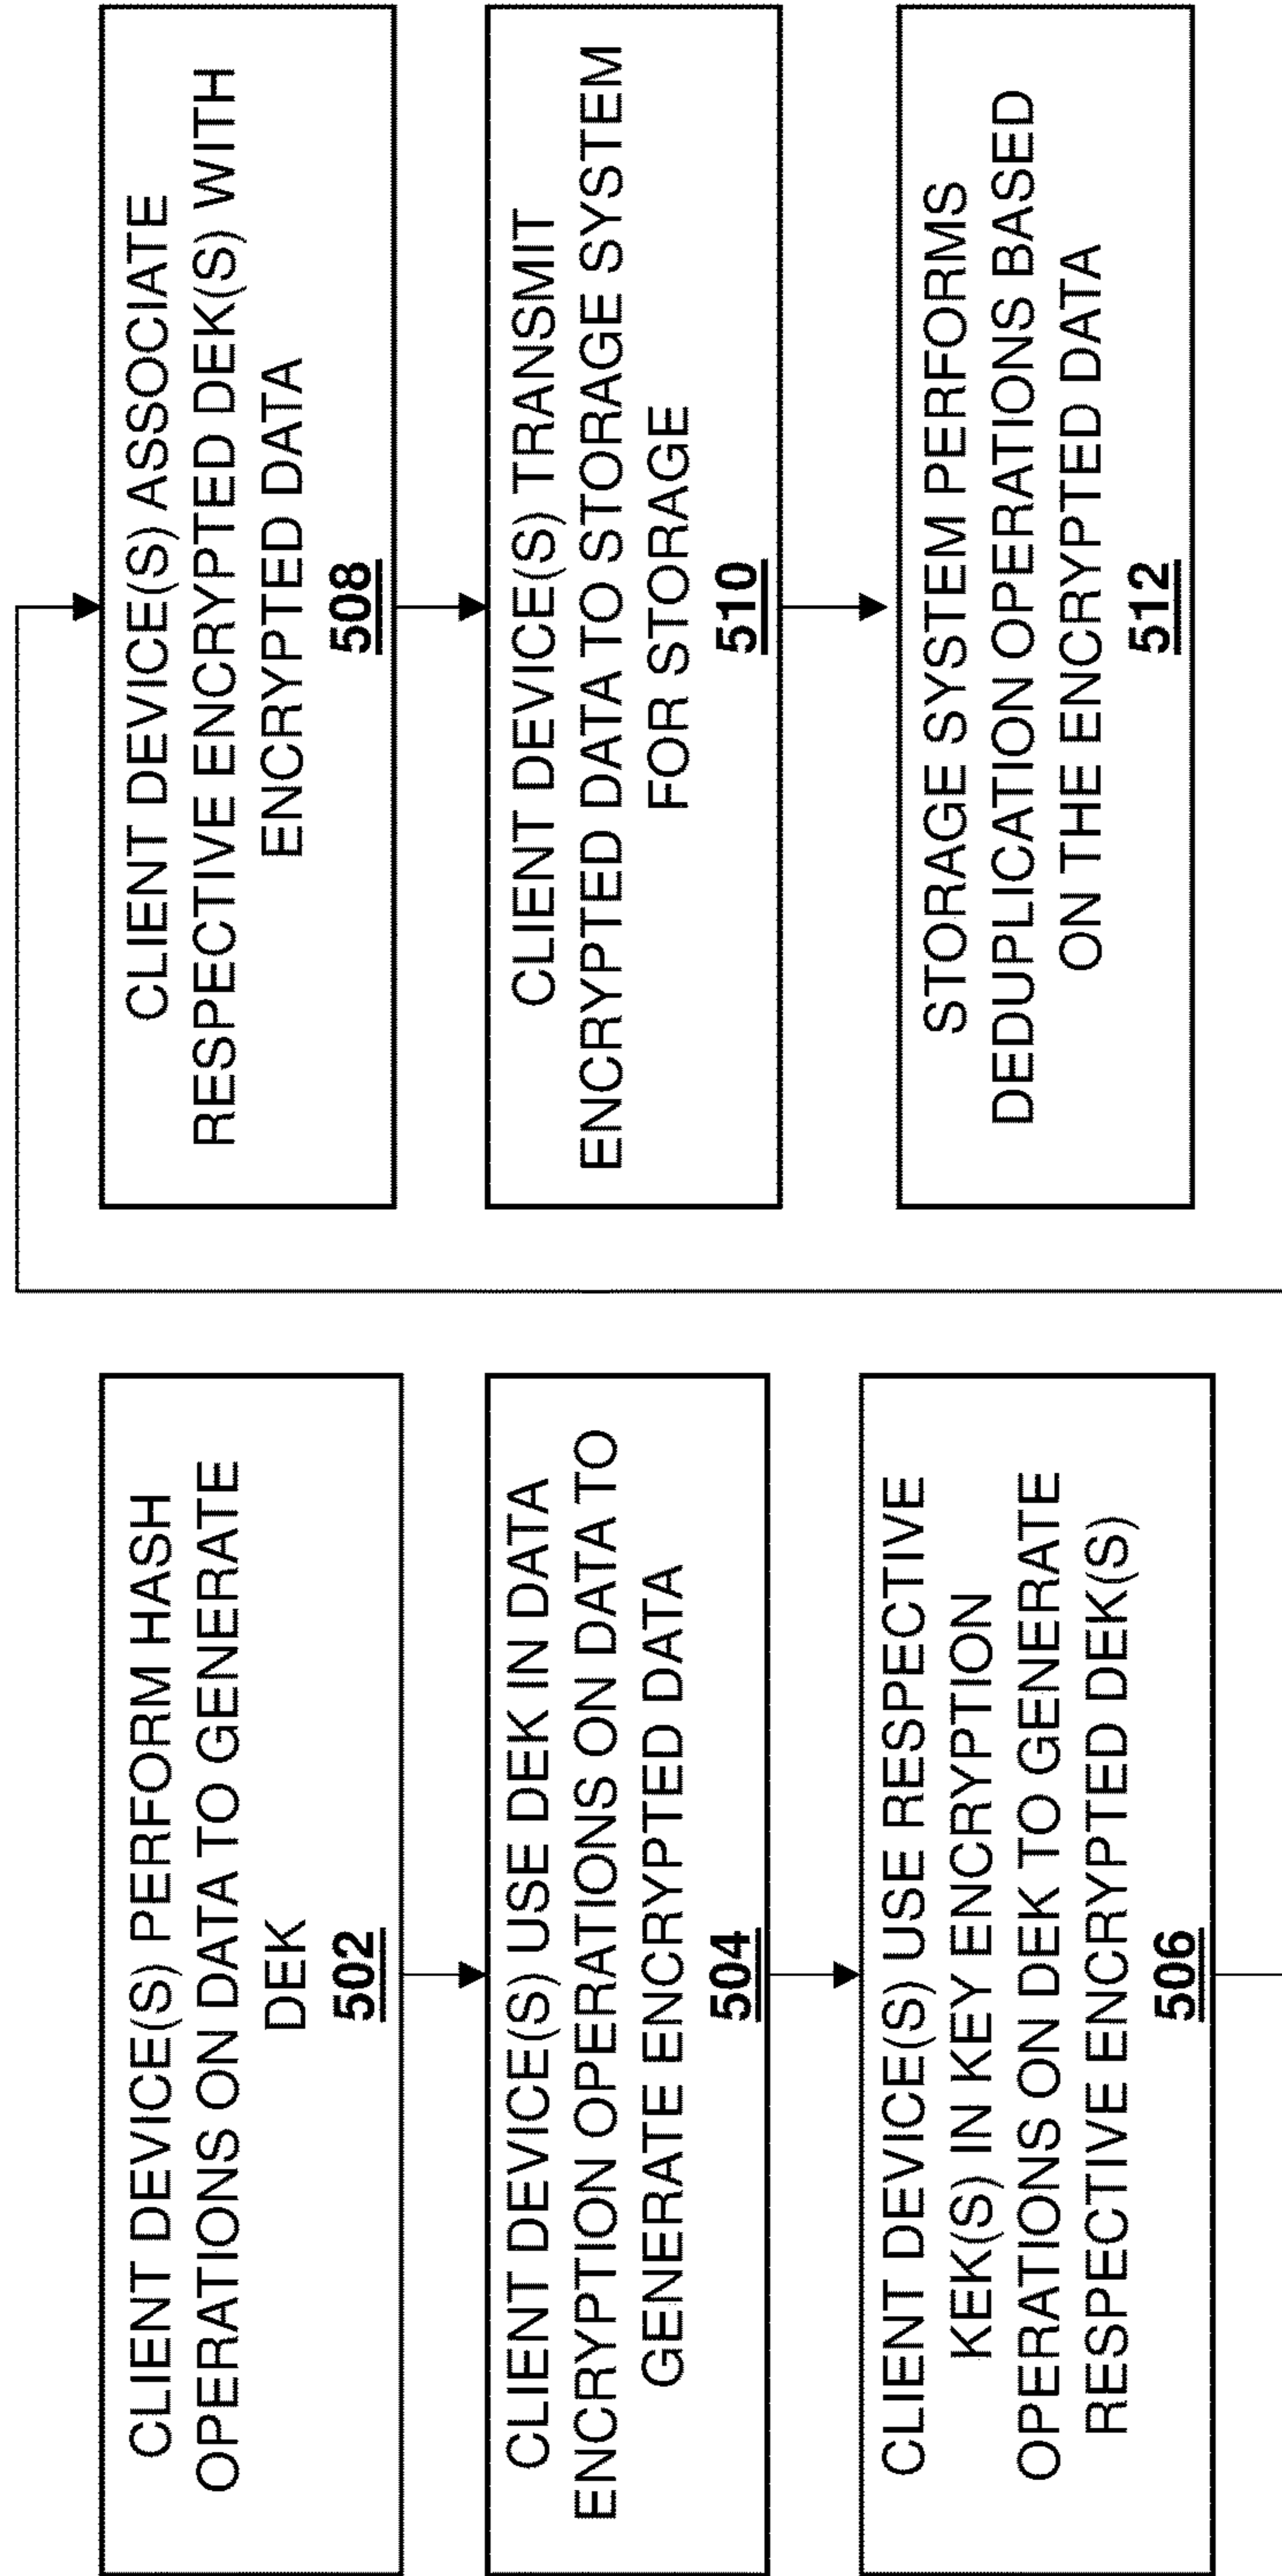 CLIENT DEVICE(S) PERFORM HASH
OPERATIONS ON DATA TO GENERATE
DEK
502
CLIENT DEVICE(S) USE DEK IN DATA
ENCRYPTION OPERATIONS ON DATA TO
GENERATE ENCRYPTED DATA
504
CLIENT DEVICE(S) USE RESPECTIVE
KEK(S) IN KEY ENCRYPTION
OPERATIONS ON DEK TO GENERATE
RESPECTIVE ENCRYPTED DEK(S)
506
CLIENT DEVICE(S) ASSOCIATE
RESPECTIVE ENCRYPTED DEK(S) WITH
ENCRYPTED DATA
508
CLIENT DEVICE(S) TRANSMIT
ENCRYPTED DATA TO STORAGE SYSTEM
FOR STORAGE
510
STORAGE SYSTEM PERFORMS
DEDUPLICATION OPERATIONS BASED
ON THE ENCRYPTED DATA
512